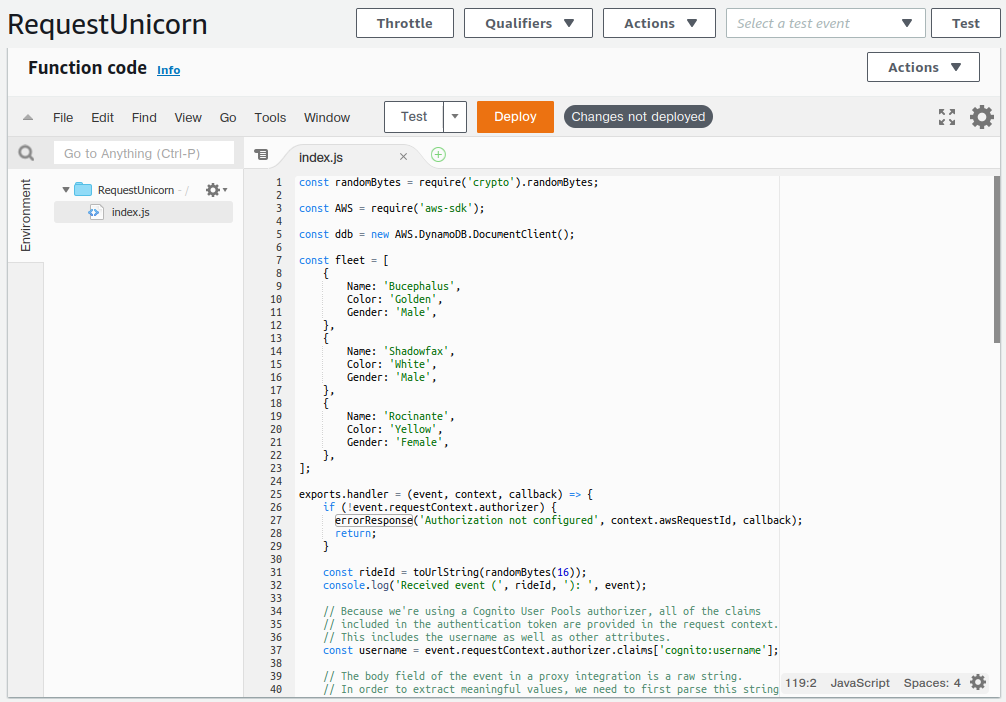 RequestUnicorn Throttle Qualifiers Actions Select a test event Test
Function code Info Actions
File Edit Find View Go Tools Window Test Deploy Changes not deployed
Go to Anything (Ctrl-P) index.js
Environment
RequestUnicorn - /
index.js
1 const randomBytes = require('crypto').randomBytes;
2
3 const AWS = require('aws-sdk');
4
5 const ddb = new AWS.DynamoDB.DocumentClient();
6
7 const fleet = [
8 {
9 Name: 'Bucephalus',
10 Color: 'Golden',
11 Gender: 'Male',
12 },
13 {
14 Name: 'Shadowfax',
15 Color: 'White',
16 Gender: 'Male',
17 },
18 {
19 Name: 'Rocinante',
20 Color: 'Yellow',
21 Gender: 'Female',
22 },
23 ];
24
25 exports.handler = (event, context, callback) => {
26 if (!event.requestContext.authorizer) {
27 errorResponse('Authorization not configured', context.awsRequestId, callback);
28 return;
29 }
30
31 const rideId = toUrlString(randomBytes(16));
32 console.log('Received event (', rideId, '): ', event);
33
34 // Because we're using a Cognito User Pools authorizer, all of the claims
35 // included in the authentication token are provided in the request context.
36 // This includes the username as well as other attributes.
37 const username = event.requestContext.authorizer.claims['cognito:username'];
38
39 // The body field of the event in a proxy integration is a raw string.
40 // In order to extract meaningful values, we need to first parse this string
119:2 JavaScript Spaces: 4